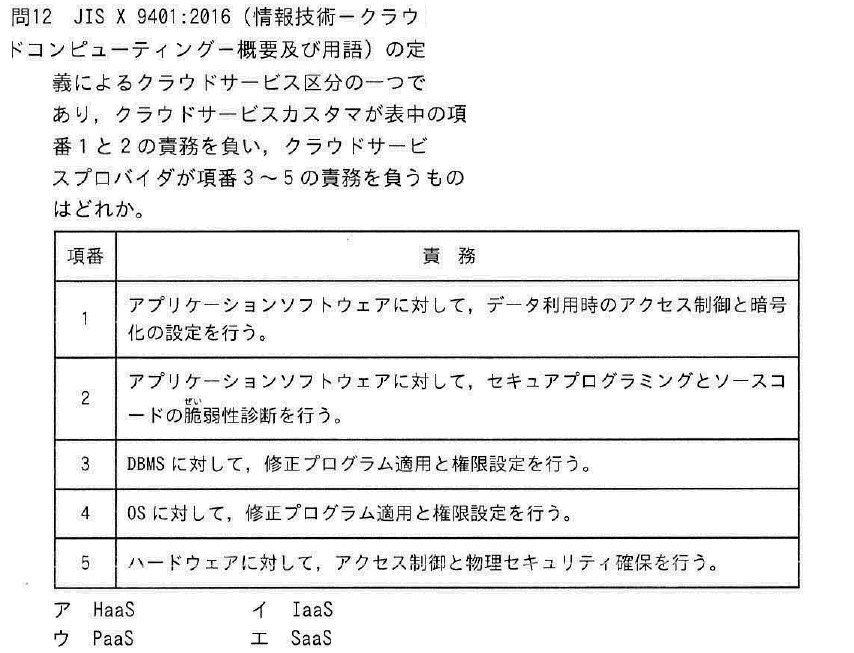 問12 JIS X 9401:2016（情報技術－クラウ
ドコンピューティング－概要及び用語）の定
義によるクラウドサービス区分の一つで
あり，クラウドサービスカスタマが表中の項
番1と2の責務を負い，クラウドサービ
スプロバイダが項番3～5の責務を負うもの
はどれか。
項番 責務
1 アプリケーションソフトウェアに対して，データ利用時のアクセス制御と暗号
化の設定を行う。
2 アプリケーションソフトウェアに対して，セキュアプログラミングとソースコ
ぜい
ードの脆弱性診断を行う。
3 DBMSに対して，修正プログラム適用と権限設定を行う。
4 OSに対して，修正プログラム適用と権限設定を行う。
5 ハードウェアに対して，アクセス制御と物理セキュリティ確保を行う。
ア HaaS イ IaaS
ウ PaaS エ SaaS